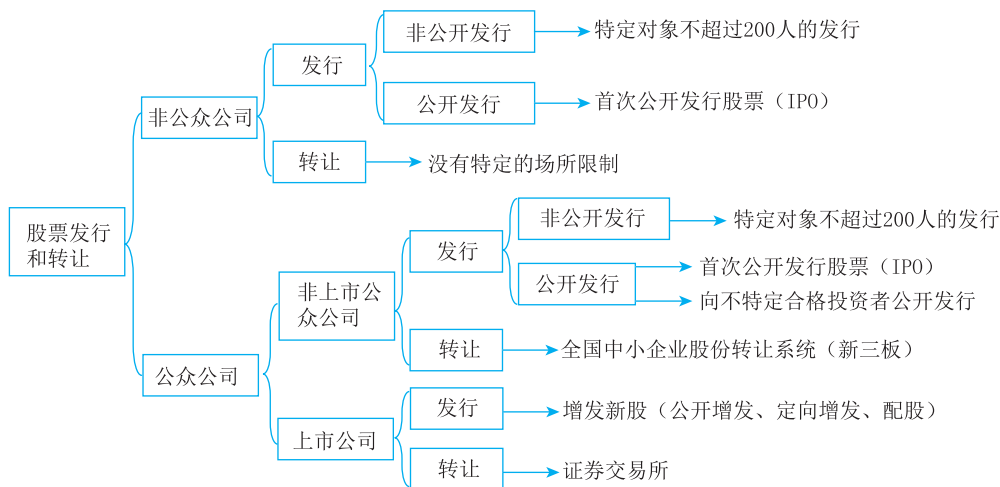 非公开发行
特定对象不超过200人的发行
发行
公开发行
首次公开发行股票（IPO）
非公众公司
转让
没有特定的场所限制
股票发行
和转让
非公开发行
特定对象不超过200人的发行
发行
公开发行
首次公开发行股票（IPO）
向不特定合格投资者公开发行
非上市公
众公司
转让
全国中小企业股份转让系统（新三板）
公众公司
发行
增发新股（公开增发、定向增发、配股）
上市公司
转让
证券交易所